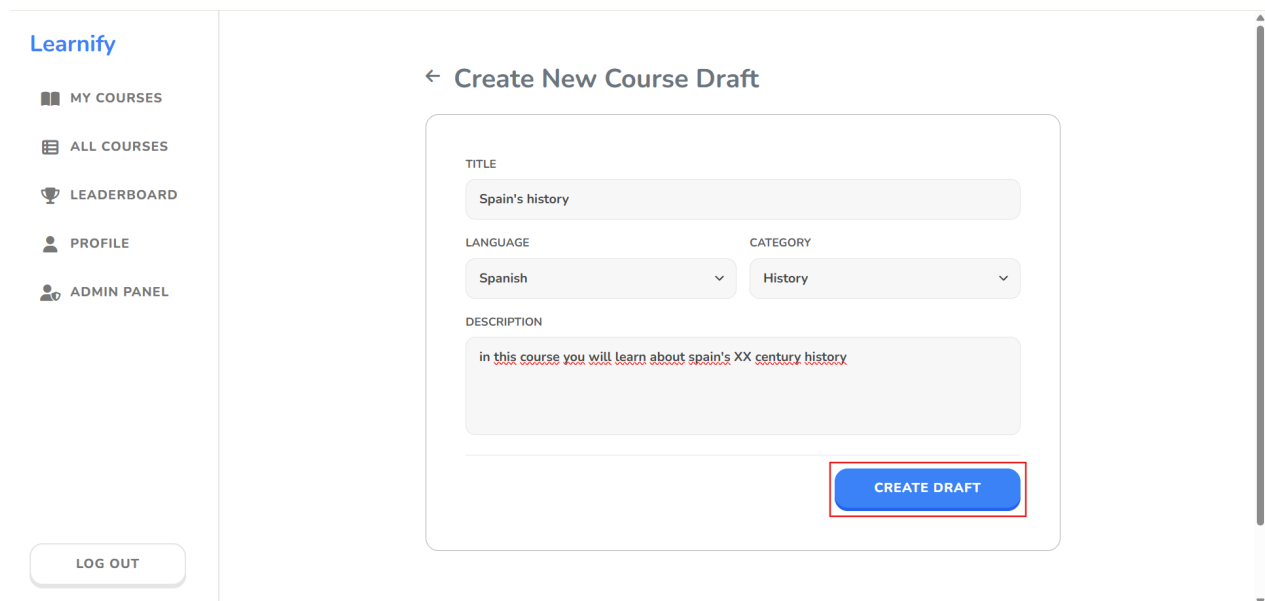 Learnify
MY COURSES
ALL COURSES
LEADERBOARD
PROFILE
ADMIN PANEL
LOG OUT
← Create New Course Draft
TITLE
Spain's history
LANGUAGE CATEGORY
Spanish History
DESCRIPTION
in this course you will learn about spain's XX century history
CREATE DRAFT